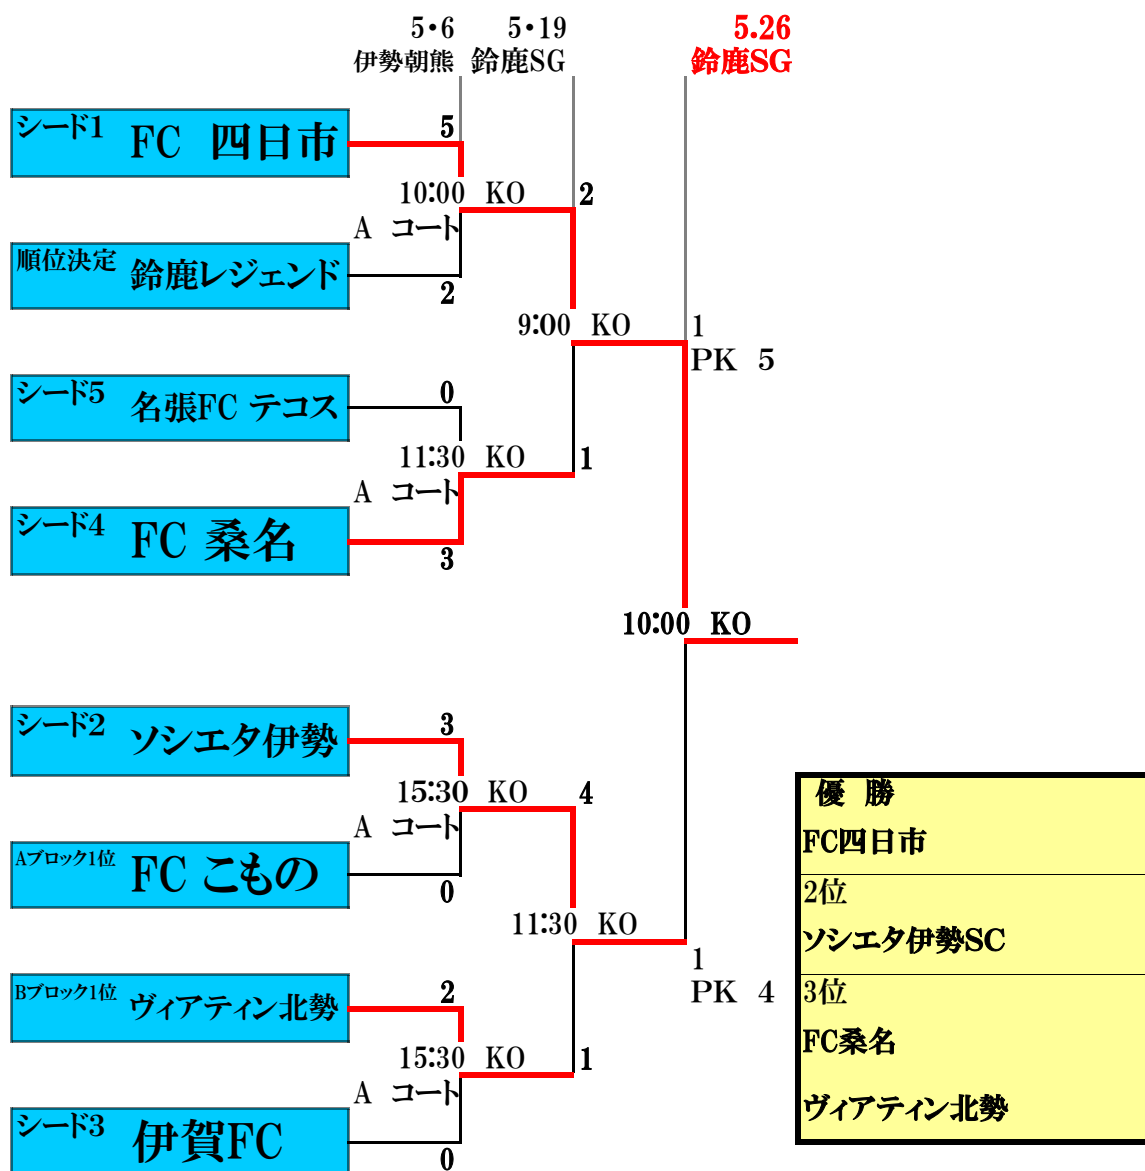 5・6 5・19 5.26
伊勢朝熊 鈴鹿SG 鈴鹿SG
シード1 FC 四日市 5
10:00 KO 2
A コート
順位決定 鈴鹿レジェンド 2
9:00 KO 1
PK 5
シード5 名張FC テコス 0
11:30 KO 1
A コート
シード4 FC 桑名 3
10:00 KO
シード2 ソシエタ伊勢 3
15:30 KO 4
A コート
Aブロック1位 FC こもの 0
11:30 KO 1
PK 4
Bブロック1位 ヴィアティン北勢 2
15:30 KO 1
A コート
シード3 伊賀FC 0
優 勝
FC四日市
2位
ソシエタ伊勢SC
3位
FC桑名
ヴィアティン北勢